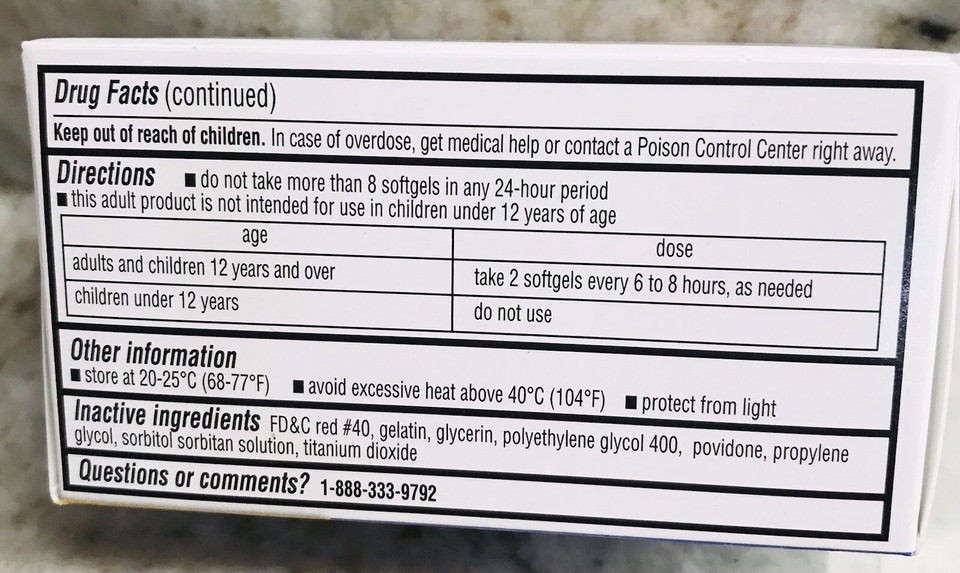 Drug Facts (continued)
Keep out of reach of children. In case of overdose, get medical help or contact a Poison Control Center right away.
Directions ■ do not take more than 8 softgels in any 24-hour period
■ this adult product is not intended for use in children under 12 years of age
age dose
adults and children 12 years and over take 2 softgels every 6 to 8 hours, as needed
children under 12 years do not use
Other information
■ store at 20-25°C (68-77°F) ■ avoid excessive heat above 40°C (104°F) ■ protect from light
Inactive ingredients FD&C red #40, gelatin, glycerin, polyethylene glycol 400, povidone, propylene
glycol, sorbitol sorbitan solution, titanium dioxide
Questions or comments? 1-888-333-9792